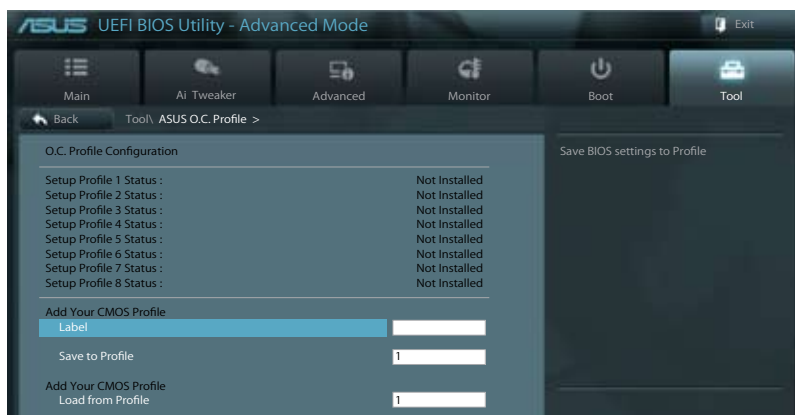 ASUS UEFI BIOS Utility - Advanced Mode
Exit
Main
Ai Tweaker
Advanced
Monitor
Boot
Tool
Back
Tool\ ASUS O.C. Profile >
O.C. Profile Configuration
Save BIOS settings to Profile
Setup Profile 1 Status : Not Installed
Setup Profile 2 Status : Not Installed
Setup Profile 3 Status : Not Installed
Setup Profile 4 Status : Not Installed
Setup Profile 5 Status : Not Installed
Setup Profile 6 Status : Not Installed
Setup Profile 7 Status : Not Installed
Setup Profile 8 Status : Not Installed
Add Your CMOS Profile
Label
Save to Profile 1
Add Your CMOS Profile
Load from Profile 1